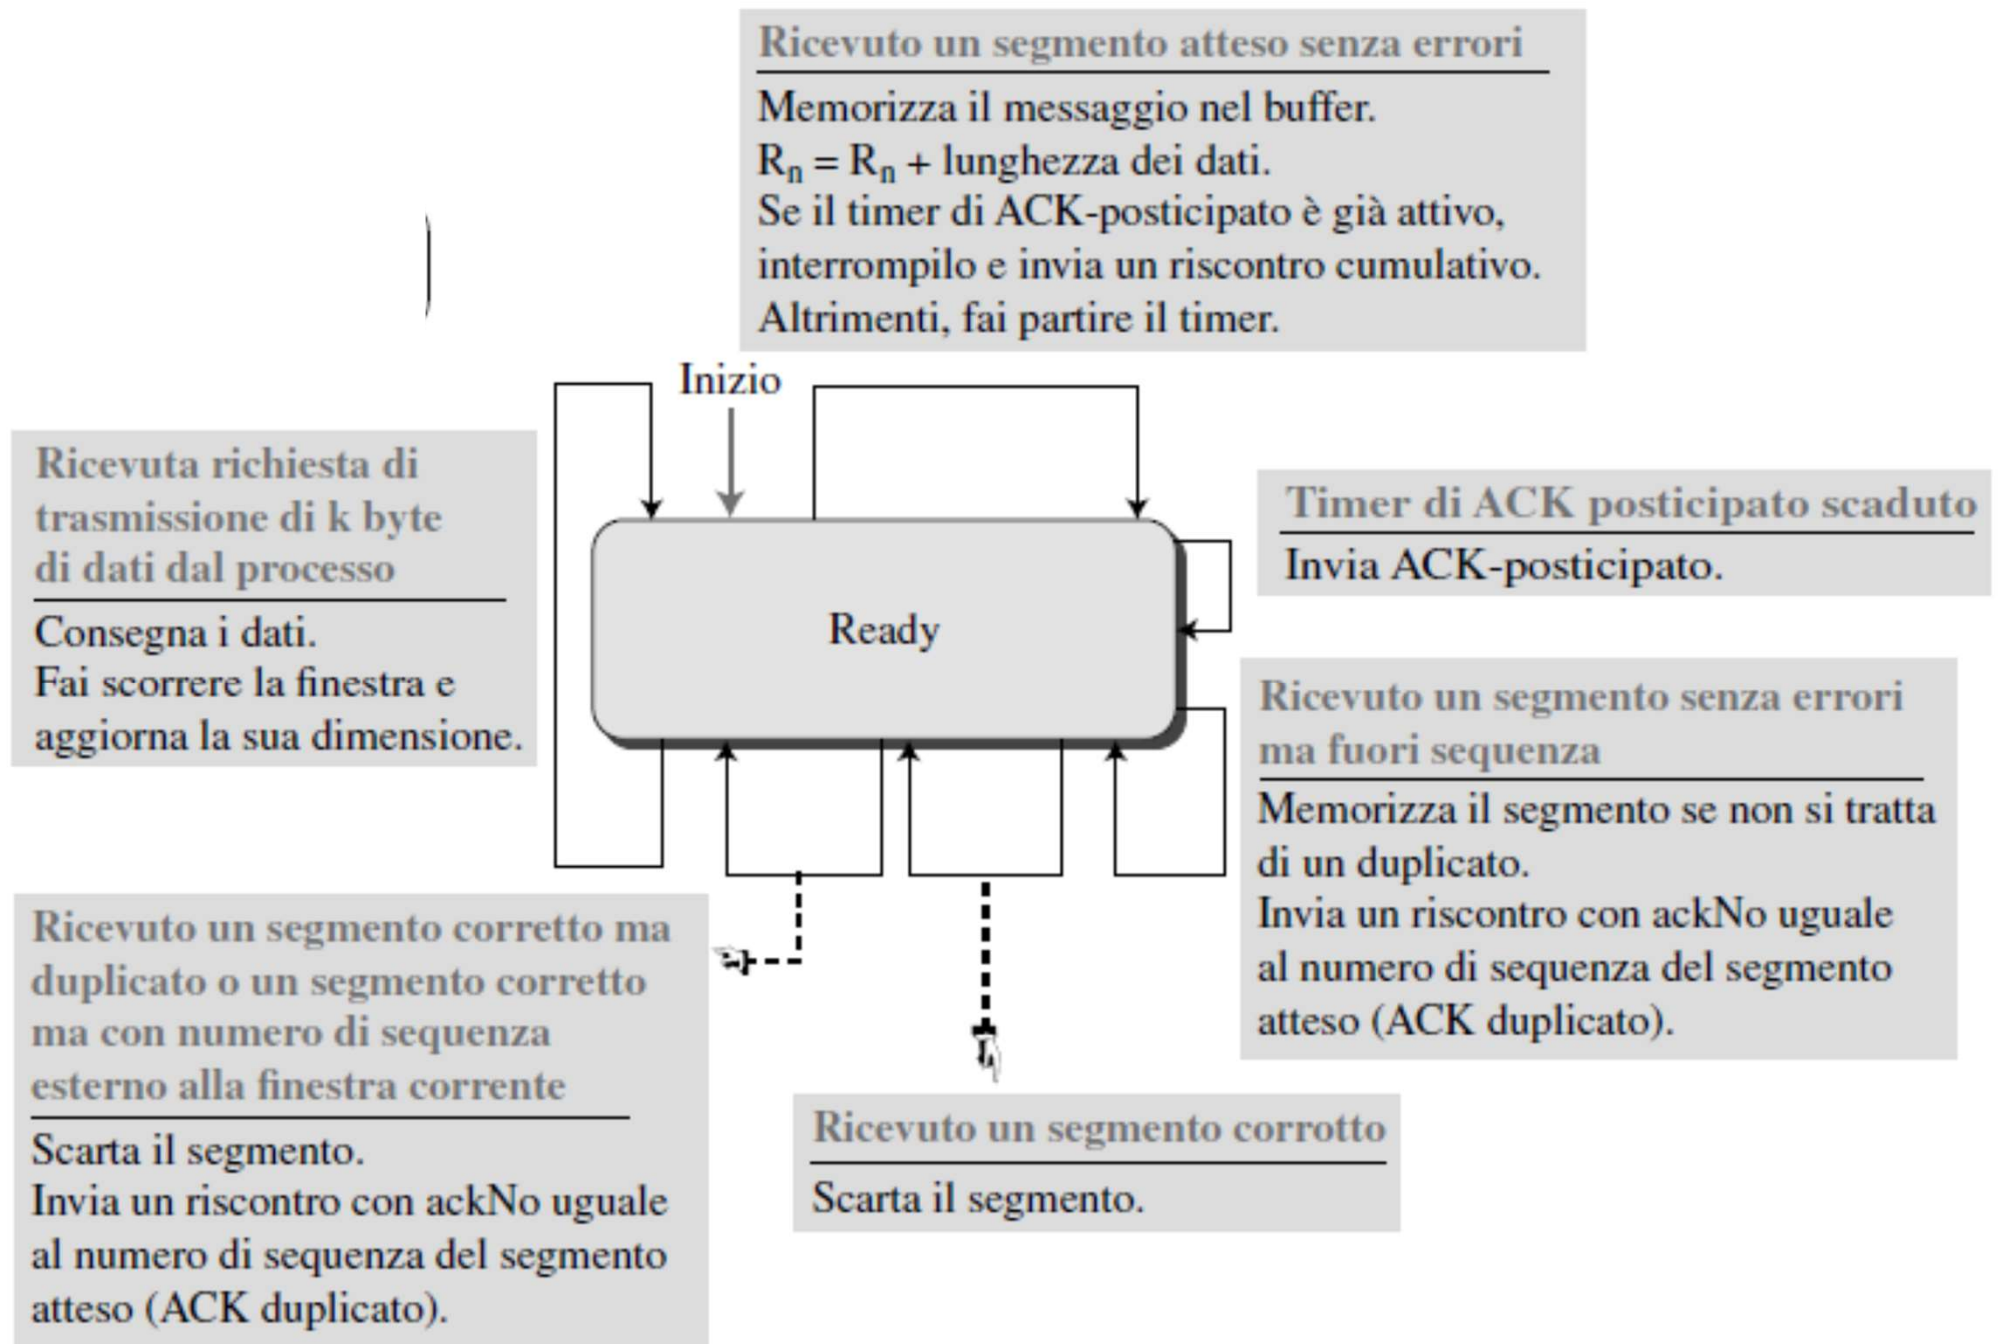 Ricevuto un segmento atteso senza errori
Memorizza il messaggio nel buffer.
Rn = Rn + lunghezza dei dati.
Se il timer di ACK-posticipato è già attivo,
interrompilo e invia un riscontro cumulativo.
Altrimenti, fai partire il timer.
Inizio
Ricevuta richiesta di
trasmissione di k byte
di dati dal processo
Consegna i dati.
Fai scorrere la finestra e
aggiorna la sua dimensione.
Ready
Timer di ACK posticipato scaduto
Invia ACK-posticipato.
Ricevuto un segmento senza errori
ma fuori sequenza
Memorizza il segmento se non si tratta
di un duplicato.
Invia un riscontro con ackNo uguale
al numero di sequenza del segmento
atteso (ACK duplicato).
Ricevuto un segmento corretto ma
duplicato o un segmento corretto
ma con numero di sequenza
esterno alla finestra corrente
Scarta il segmento.
Invia un riscontro con ackNo uguale
al numero di sequenza del segmento
atteso (ACK duplicato).
Ricevuto un segmento corrotto
Scarta il segmento.